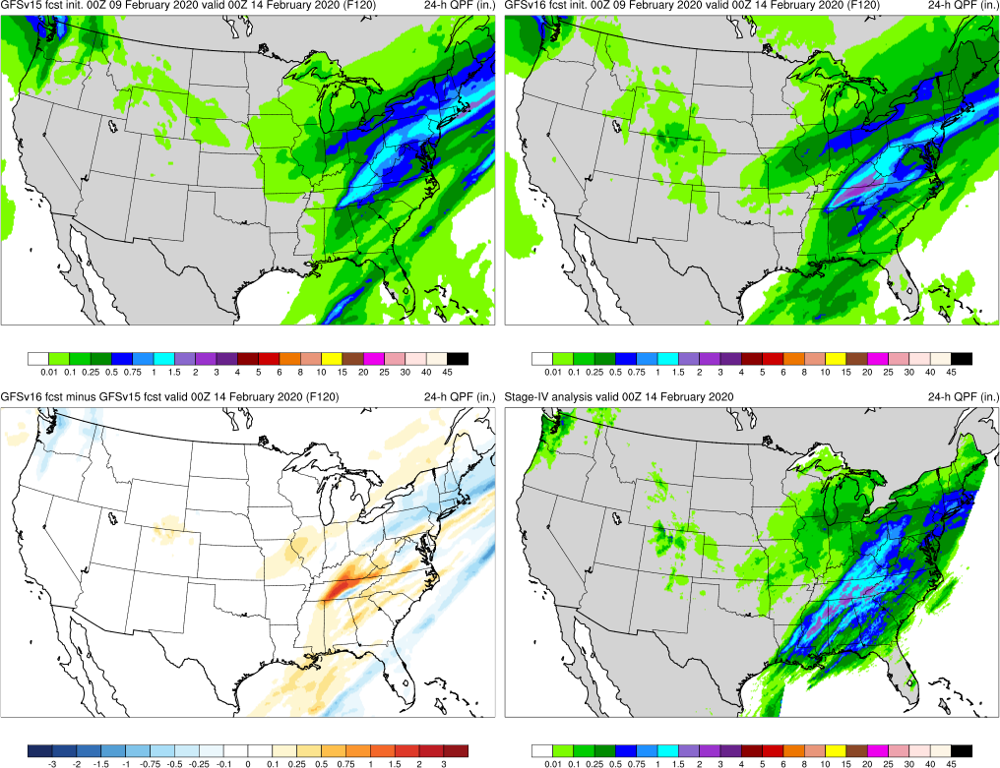 GFSv15 fcst init. 00Z 09 February 2020 valid 00Z 14 February 2020 (F120) 24-h QPF (in.)
GFSv16 fcst init. 00Z 09 February 2020 valid 00Z 14 February 2020 (F120) 24-h QPF (in.)
0.01 0.1 0.25 0.5 0.75 1 1.5 2 3 4 5 6 8 10 15 20 25 30 40 45
0.01 0.1 0.25 0.5 0.75 1 1.5 2 3 4 5 6 8 10 15 20 25 30 40 45
GFSv16 fcst minus GFSv15 fcst valid 00Z 14 February 2020 (F120) 24-h QPF (in.)
Stage-IV analysis valid 00Z 14 February 2020 24-h QPF (in.)
-3 -2 -1.5 -1 -0.75 -0.5 -0.25 -0.1 0 0.1 0.25 0.5 0.75 1 1.5 2 3
0.01 0.1 0.25 0.5 0.75 1 1.5 2 3 4 5 6 8 10 15 20 25 30 40 45